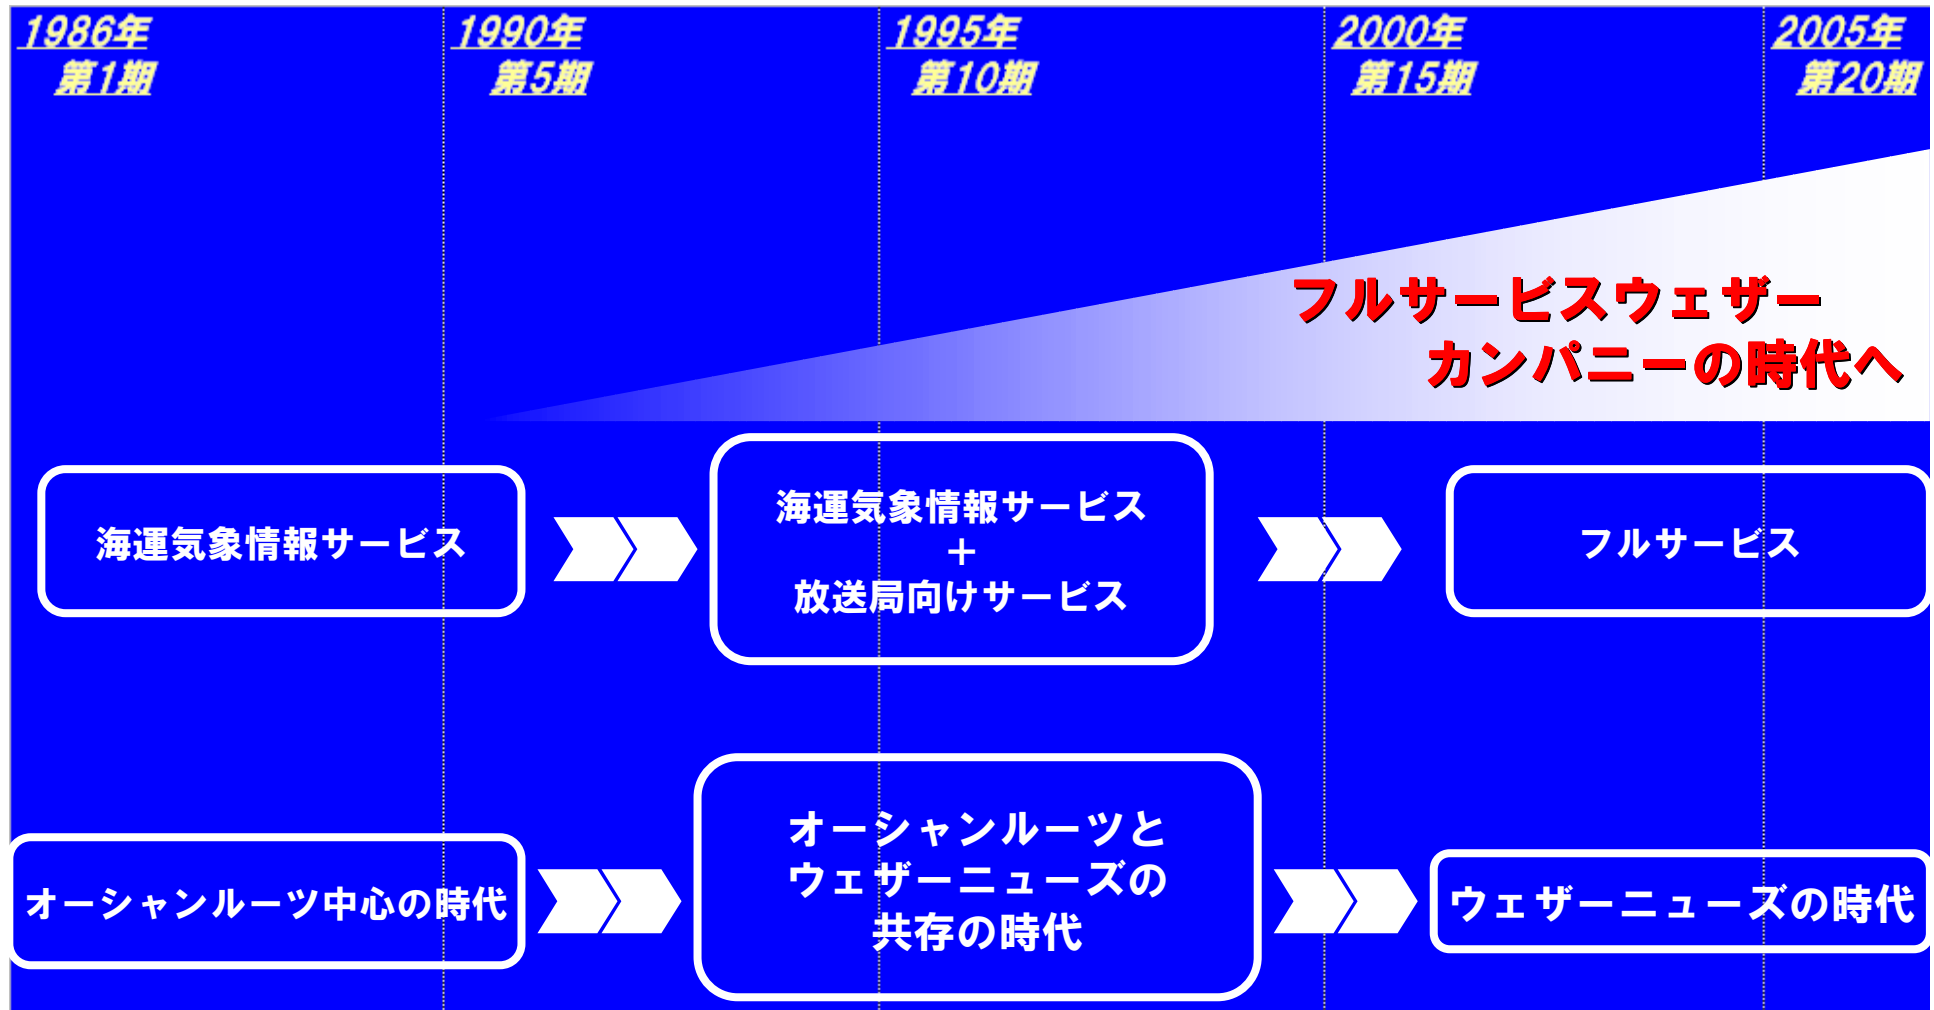 1986年
第1期
1990年
第5期
1995年
第10期
2000年
第15期
2005年
第20期
フルサービスウェザー
カンパニーの時代へ
海運気象情報サービス
海運気象情報サービス
＋
放送局向けサービス
フルサービス
オーシャンルーツ中心の時代
オーシャンルーツと
ウェザーニューズの
共存の時代
ウェザーニューズの時代